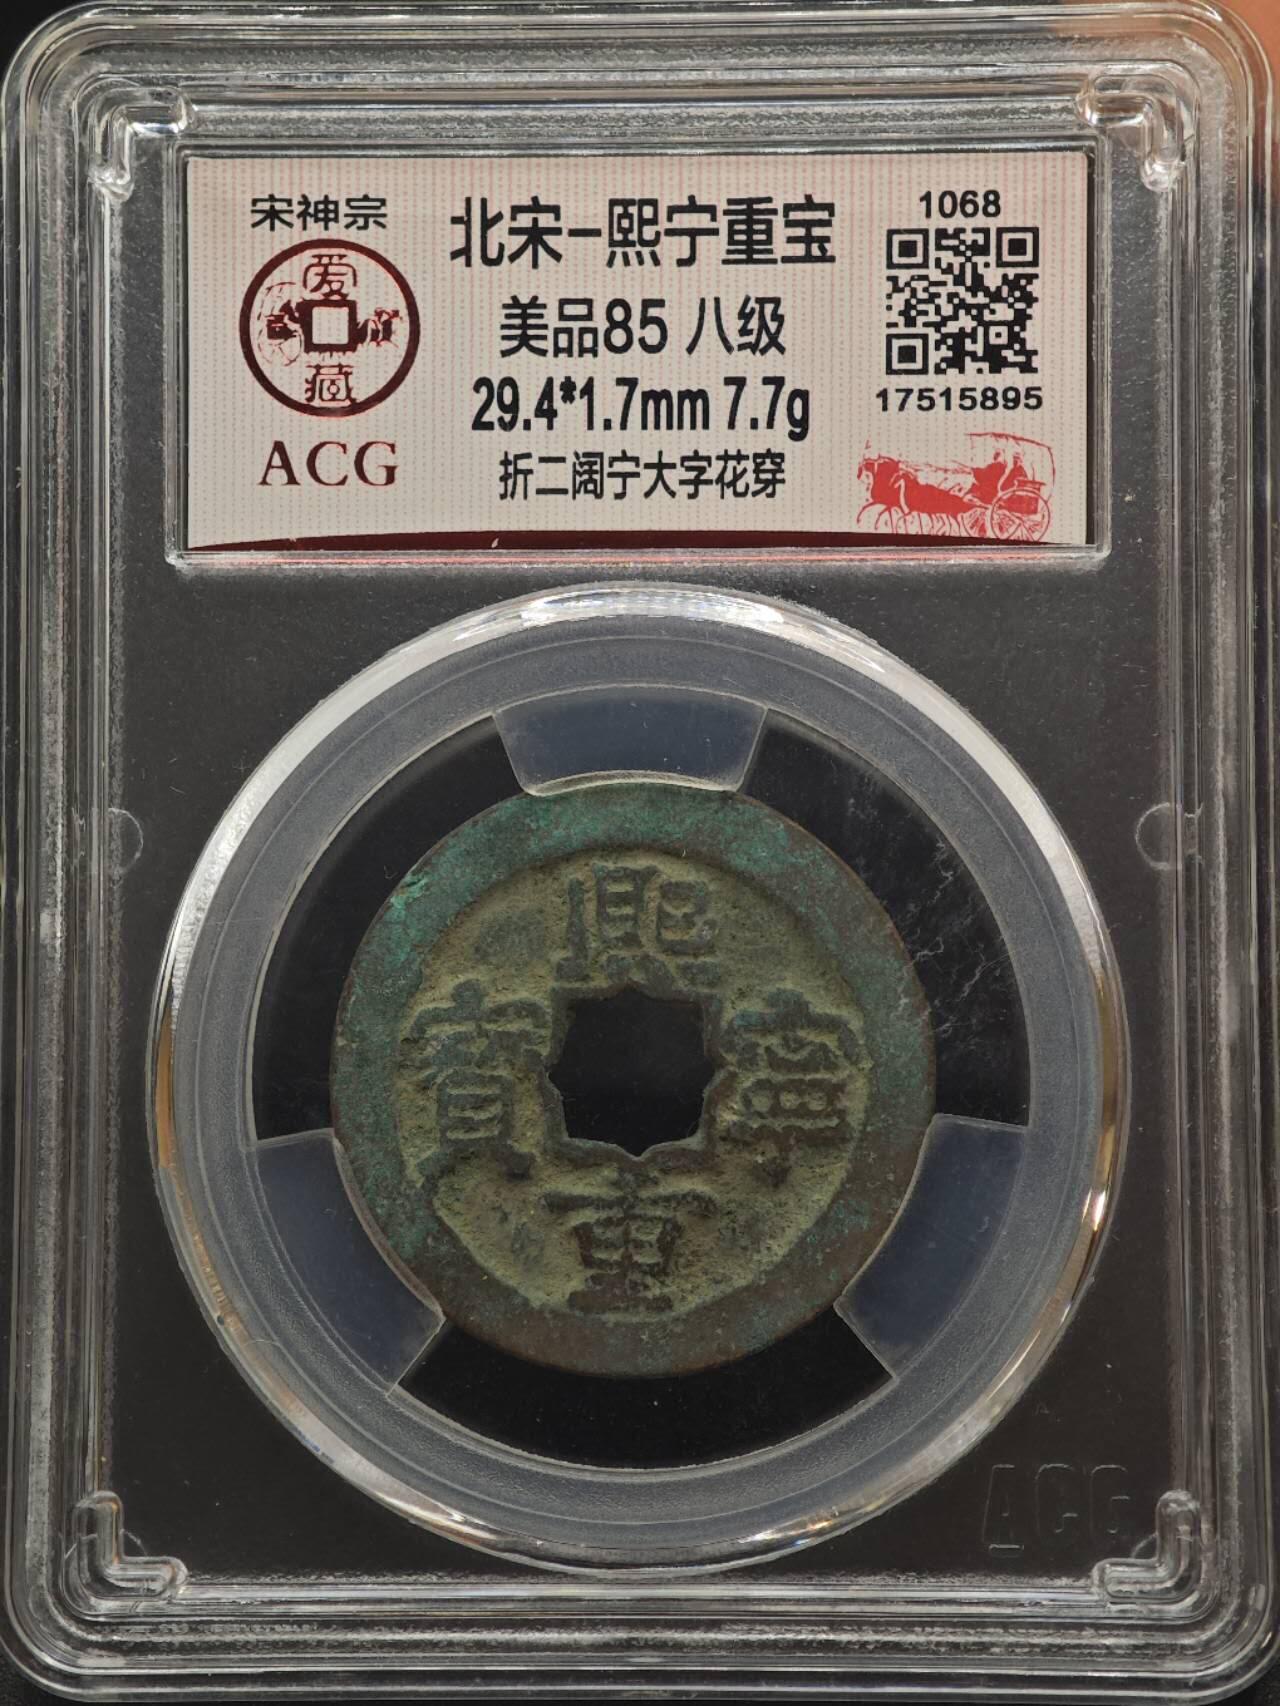 宋神宗
爱
藏
ACG
北宋-熙宁重宝
美品85 八级
29.4*1.7mm 7.7g
折二阔宁大字花穿
1068
17515895
熙
寳 寧
重
ACG